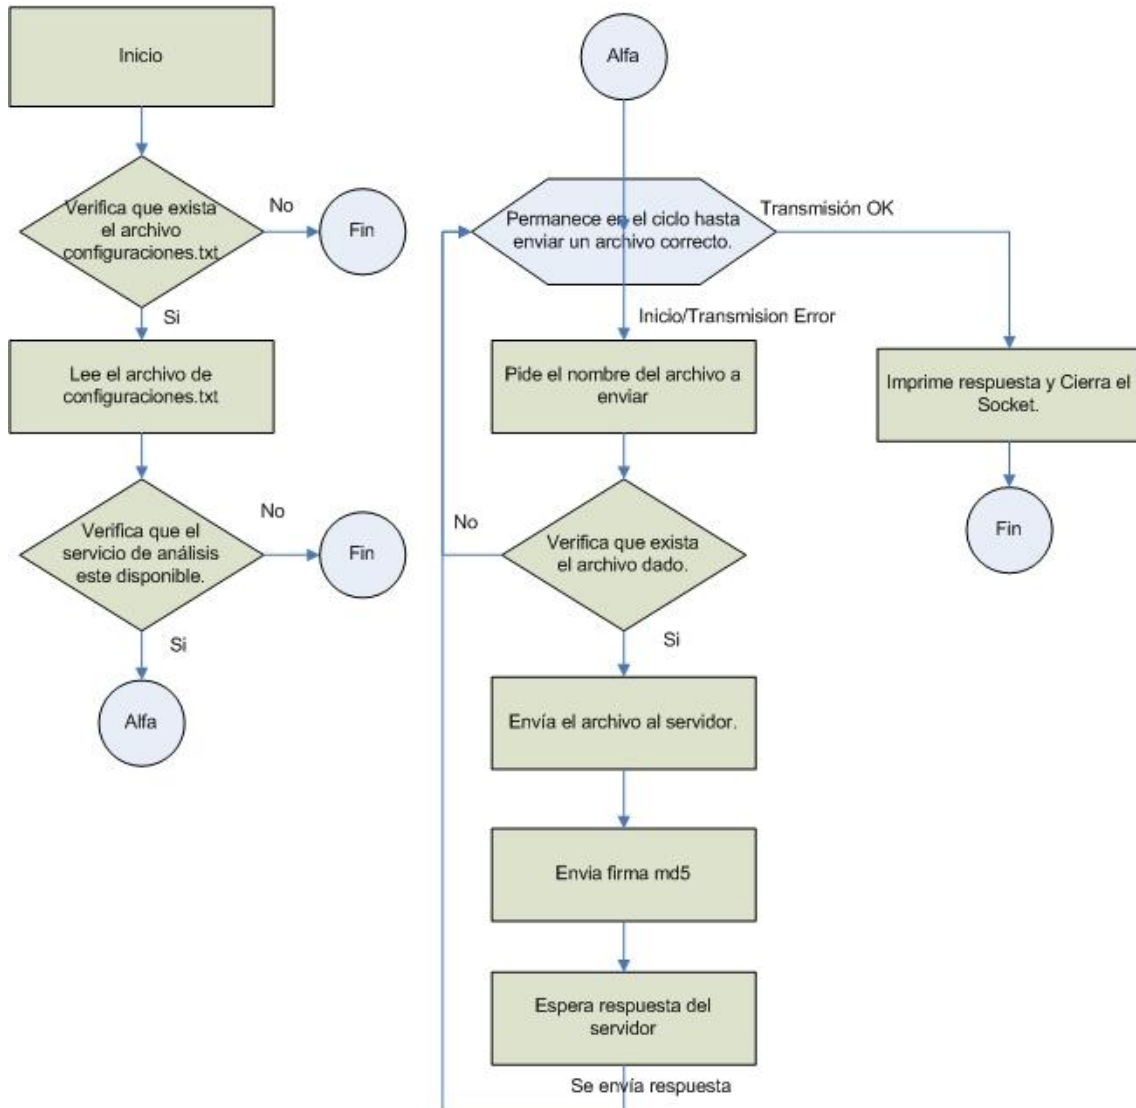 Inicio
Verifica que exista
el archivo
configuraciones.txt
No
Fin
Si
Lee el archivo de
configuraciones.txt
Verifica que el
servicio de análisis
este disponible.
No
Fin
Si
Alfa
Alfa
Permanece en el ciclo hasta
enviar un archivo correcto.
Transmisión OK
Inicio/Transmision Error
Pide el nombre del archivo a
enviar
Imprime respuesta y Cierra el
Socket.
Fin
No
Verifica que exista
el archivo dado.
Si
Envía el archivo al servidor.
Envia firma md5
Espera respuesta del
servidor
Se envía respuesta